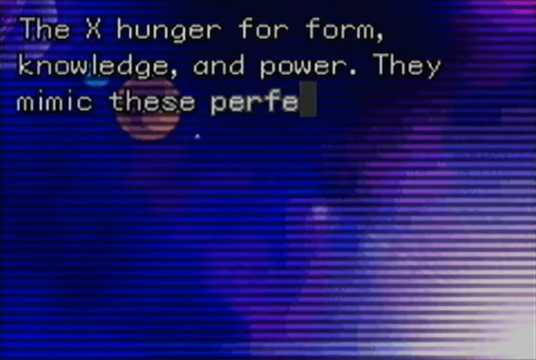 The X hunger for form,
knowledge, and power. They
mimic these perfe